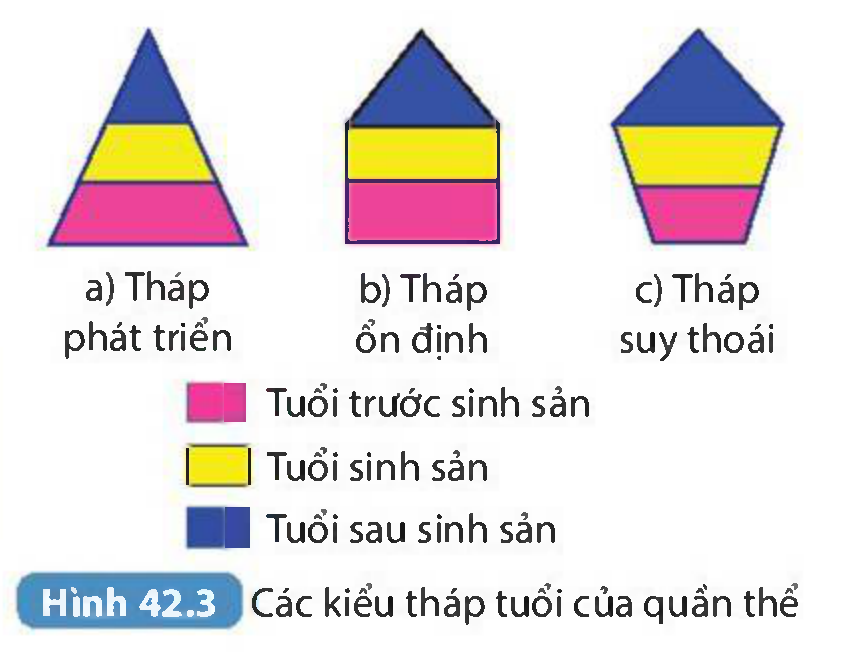 a) Tháp
phát triển
b) Tháp
ổn định
c) Tháp
suy thoái
Tuổi trước sinh sản
Tuổi sinh sản
Tuổi sau sinh sản
Hình 42.3 Các kiểu tháp tuổi của quần thể